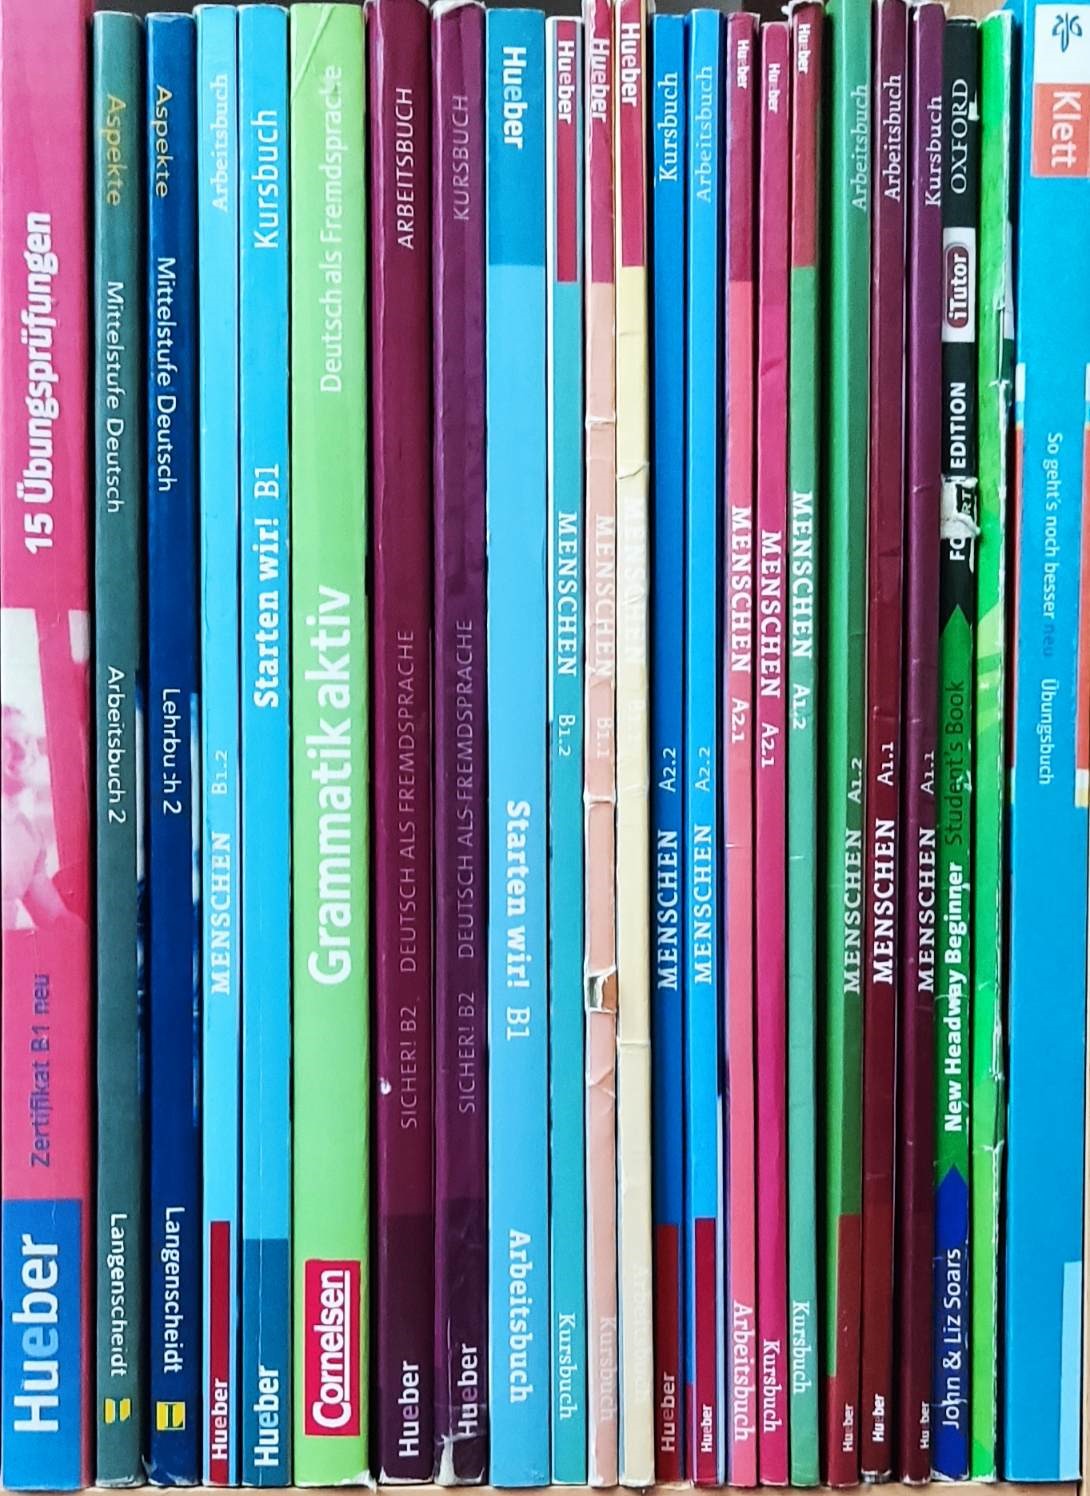 Hueber Zertifikat B1 neu 15 Übungsprüfungen
Aspekte Mittelstufe Deutsch Arbeitsbuch 2 Langenscheidt
Aspekte Mittelstufe Deutsch Lehrbuch 2 Langenscheidt
Hueber MENSCHEN B1.2 Arbeitsbuch
Hueber Starten wir! B1 Kursbuch
Cornelsen Grammatik aktiv Deutsch als Fremdsprache
Hueber SICHER! B2 DEUTSCH ALS FREMDSPRACHE ARBEITSBUCH
Hueber SICHER! B2 DEUTSCH ALS FREMDSPRACHE KURSBUCH
Hueber Starten wir! B1 Arbeitsbuch
Hueber MENSCHEN B1.2 Kursbuch
Hueber MENSCHEN B1.1 Kursbuch
Hueber MENSCHEN
Hueber MENSCHEN A2.2 Kursbuch
Hueber MENSCHEN A2.2 Arbeitsbuch
Hueber MENSCHEN A2.1 Arbeitsbuch
Hueber MENSCHEN A2.1 Kursbuch
Hueber MENSCHEN A1.2 Kursbuch
Hueber MENSCHEN A1.2 Arbeitsbuch
Hueber MENSCHEN A1.1 Arbeitsbuch
Hueber MENSCHEN A1.1 Kursbuch
John & Liz Soars New Headway Beginner Student's Book EDITION iTutor OXFORD
Klett So geht's noch besser neu Übungsbuch